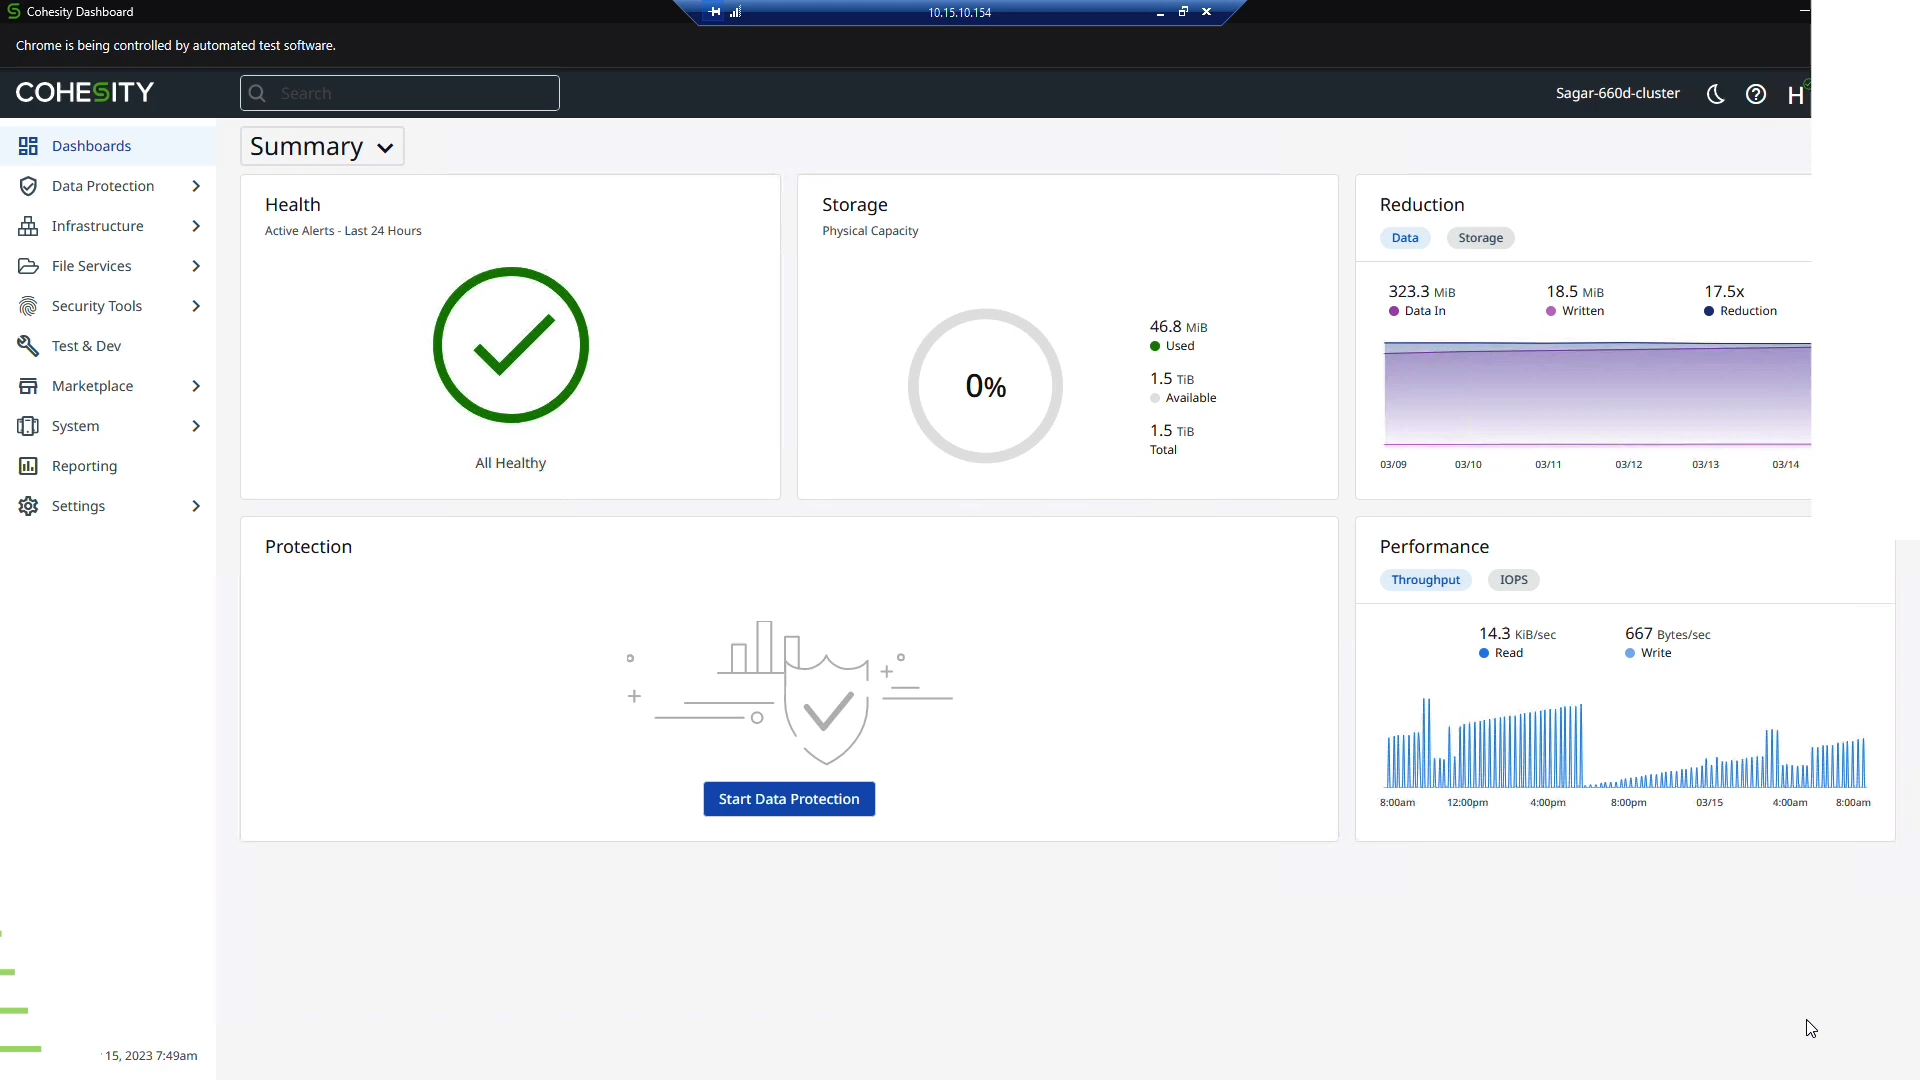 Cohesity Dashboard
10.15.10.154
Chrome is being controlled by automated test software.
COHESITY
Search
Sagar-660d-cluster
H
Dashboards
Data Protection
Infrastructure
File Services
Security Tools
Test & Dev
Marketplace
System
Reporting
Settings
15, 2023 7:49am
Summary
Health
Active Alerts - Last 24 Hours
All Healthy
Storage
Physical Capacity
0%
46.8 MiB
Used
1.5 TiB
Available
1.5 TiB
Total
Reduction
Data Storage
323.3 MiB 18.5 MiB 17.5x
Data In Written Reduction
03/09 03/10 03/11 03/12 03/13 03/14
Protection
Start Data Protection
Performance
Throughput IOPS
14.3 KiB/sec 667 Bytes/sec
Read Write
8:00am 12:00pm 4:00pm 8:00pm 03/15 4:00am 8:00am